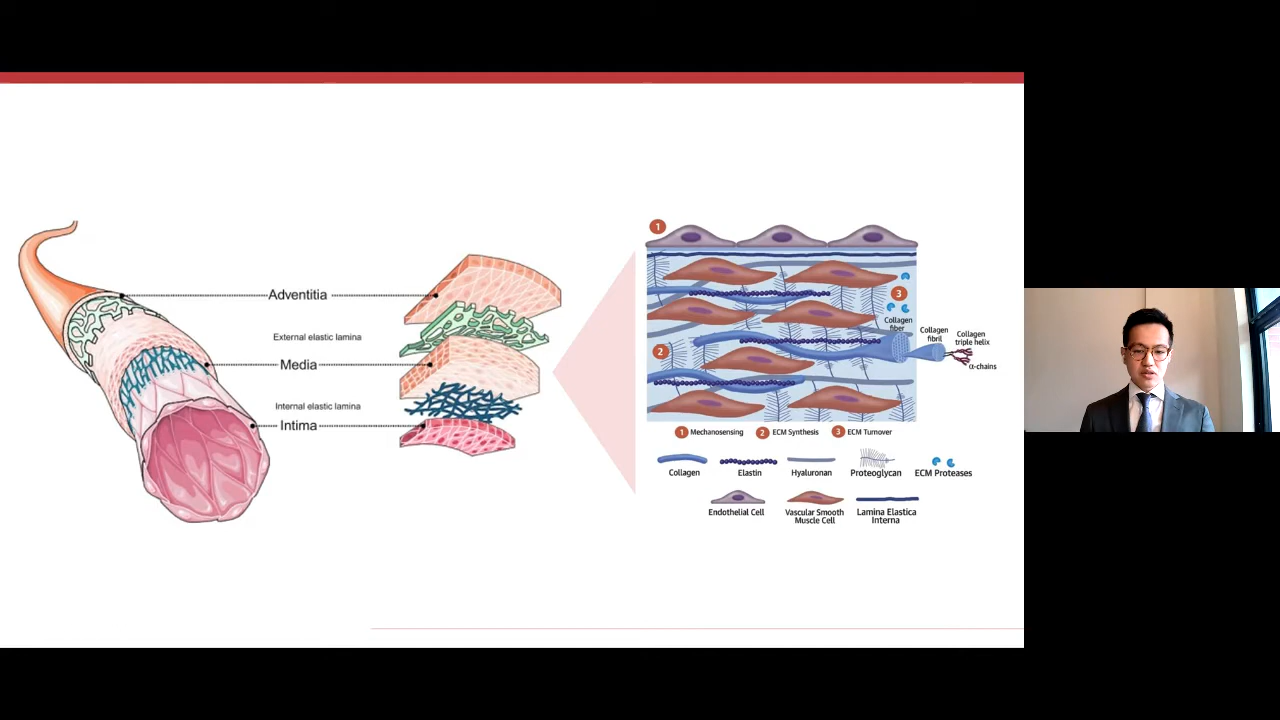 Adventitia
External elastic lamina
Media
Internal elastic lamina
Intima
1
2
3
Collagen
fiber
Collagen
fibril
Collagen
triple helix
α-chains
1 Mechanosensing 2 ECM Synthesis 3 ECM Turnover
Collagen Elastin Hyaluronan Proteoglycan ECM Proteases
Endothelial Cell
Vascular Smooth
Muscle Cell
Lamina Elastica
Interna